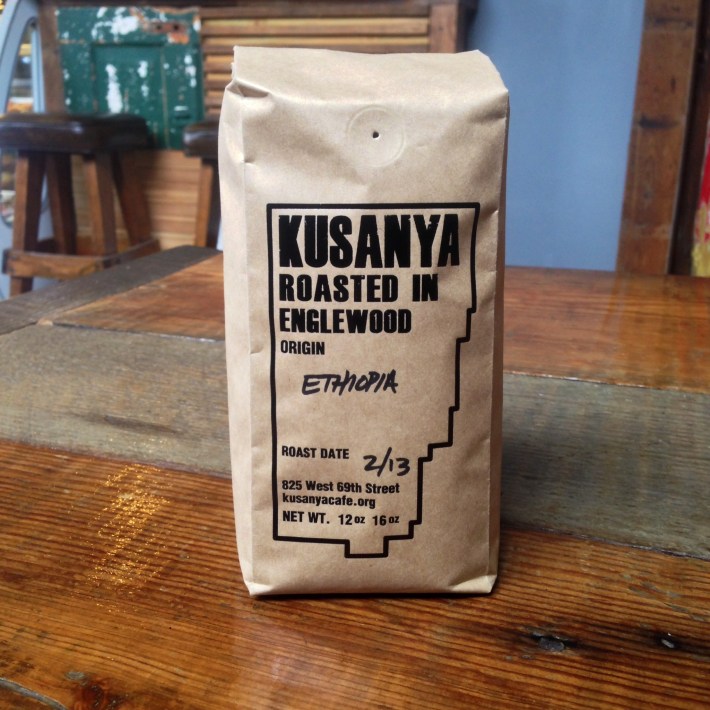 KUSANYA
ROASTED IN
ENGLEWOOD
ORIGIN
ETHIOPIA
ROAST DATE 2/13
825 West 69th Street
kusanyacafe.org
NET WT. 12 oz 16 oz